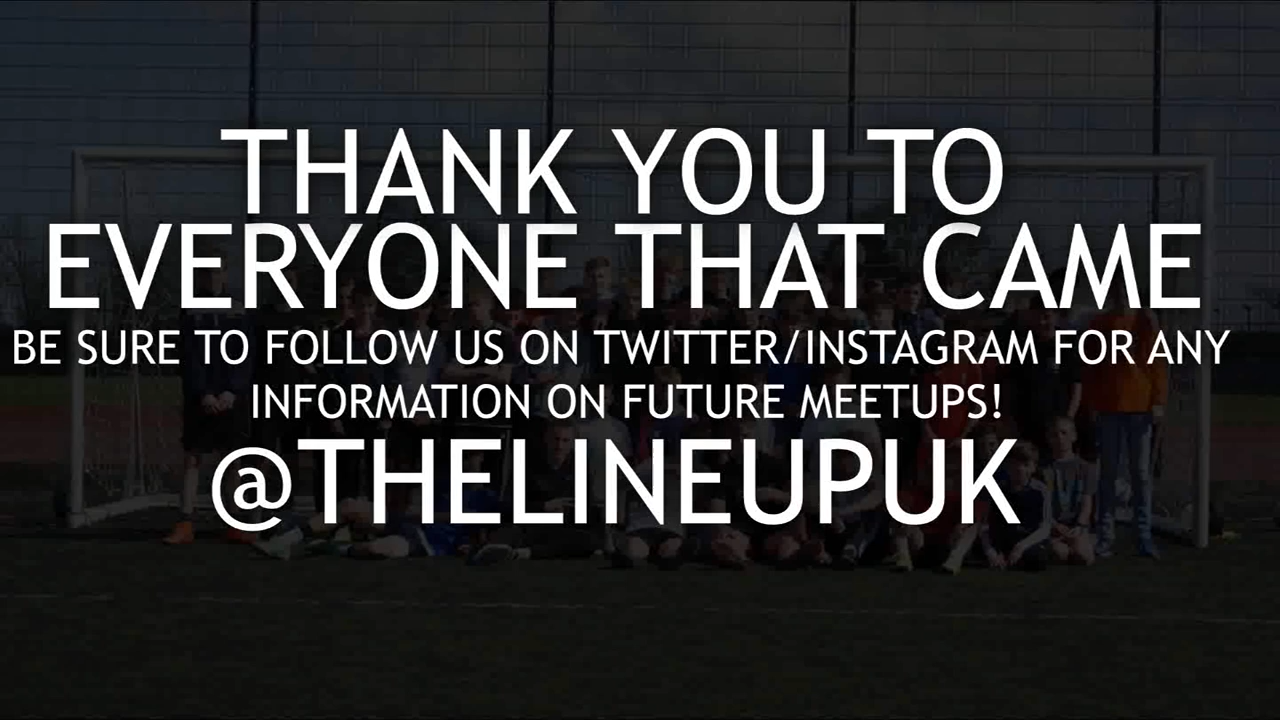 THANK YOU TO
EVERYONE THAT CAME
BE SURE TO FOLLOW US ON TWITTER/INSTAGRAM FOR ANY
INFORMATION ON FUTURE MEETUPS!
@THELINEUPUK